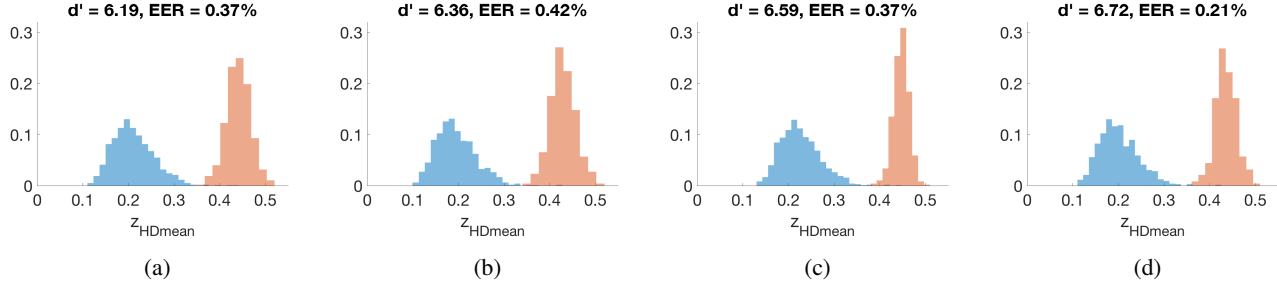 d' = 6.19, EER = 0.37%
0.3
0.2
0.1
0
0 0.1 0.2 0.3 0.4 0.5
zHDmean
(a)
d' = 6.36, EER = 0.42%
0.3
0.2
0.1
0
0 0.1 0.2 0.3 0.4 0.5
zHDmean
(b)
d' = 6.59, EER = 0.37%
0.3
0.2
0.1
0
0 0.1 0.2 0.3 0.4 0.5
zHDmean
(c)
d' = 6.72, EER = 0.21%
0.3
0.2
0.1
0
0 0.1 0.2 0.3 0.4 0.5
zHDmean
(d)